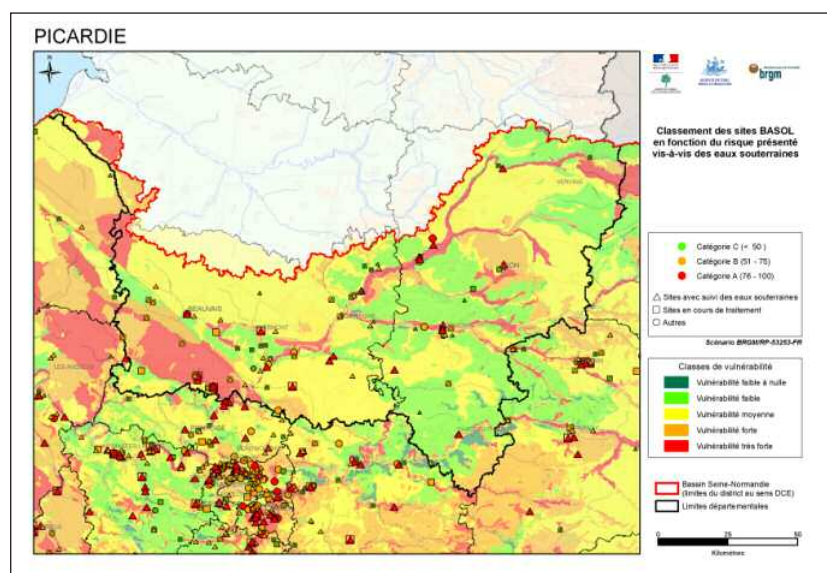 PICARDIE
N
brgm
Classement des sites BASOL
en fonction du risque présenté
vis-à-vis des eaux souterraines
Catégorie C (< 50 )
Catégorie B (51 - 75)
Catégorie A (76 - 100)
Sites avec suivi des eaux souterraines
Sites en cours de traitement
Autres
Scénario BRGM/RP-53253-FR
Classes de vulnérabilité
Vulnérabilité faible à nulle
Vulnérabilité faible
Vulnérabilité moyenne
Vulnérabilité forte
Vulnérabilité très forte
Bassin Seine-Normandie
(limites du district au sens DCE)
Limites départementales
0 25 50
Kilomètres
VERVINS
BEAUVAIS